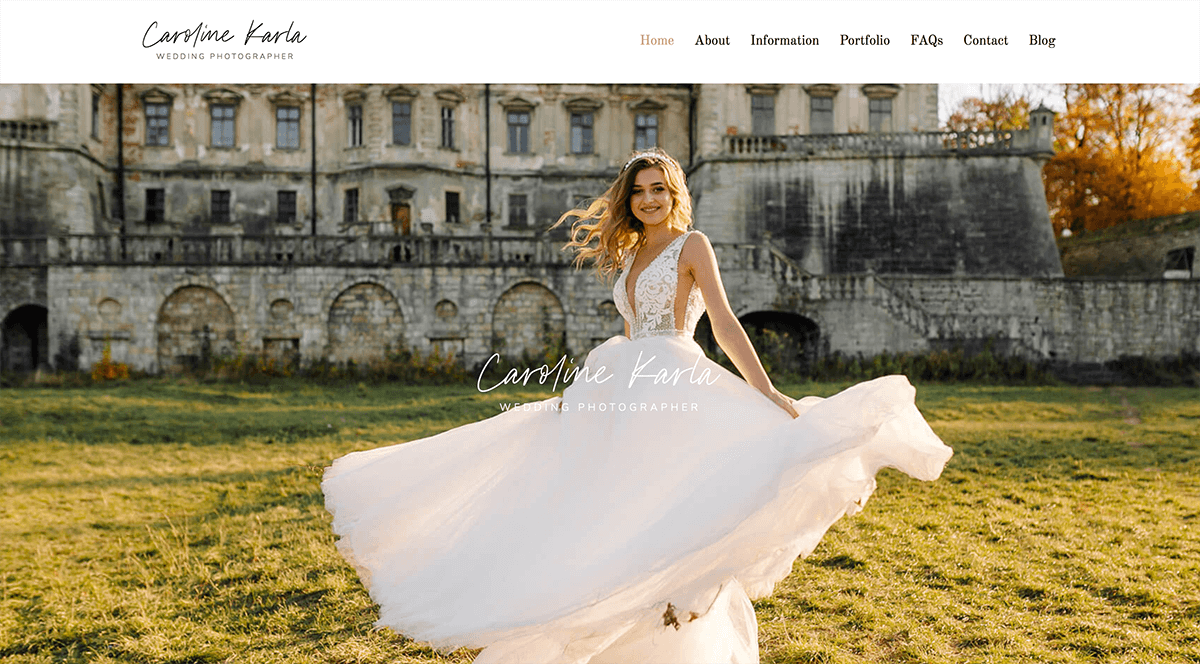 Caroline Karla
WEDDING PHOTOGRAPHER
Home About Information Portfolio FAQs Contact Blog
Caroline Karla
WEDDING PHOTOGRAPHER